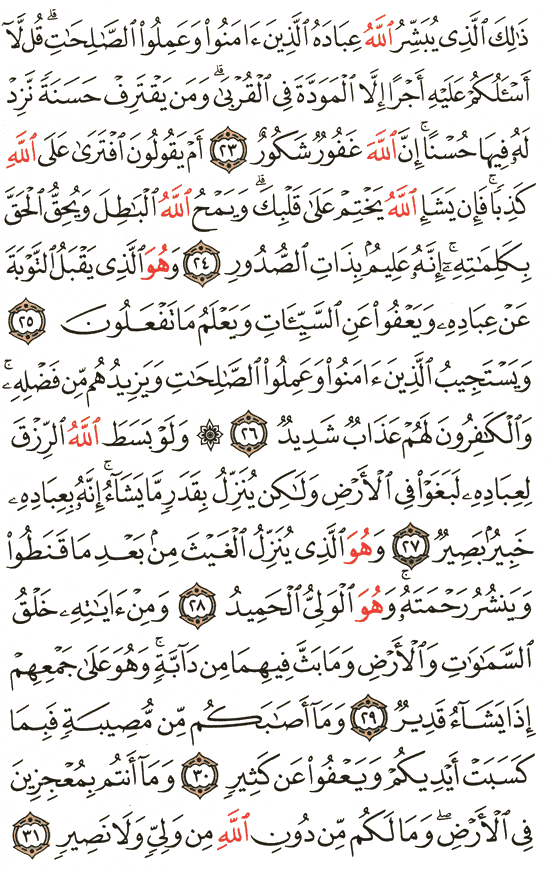 ذَٰلِكَ ٱلَّذِى يُبَشِّرُ ٱللَّهُ عِبَادَهُ ٱلَّذِينَ ءَامَنُوا۟ وَعَمِلُوا۟ ٱلصَّـٰلِحَـٰتِ ۗ قُل لَّآ
أَسْـَٔلُكُمْ عَلَيْهِ أَجْرًا إِلَّا ٱلْمَوَدَّةَ فِى ٱلْقُرْبَىٰ ۗ وَمَن يَقْتَرِفْ حَسَنَةً نَّزِدْ
لَهُۥ فِيهَا حُسْنًا ۚ إِنَّ ٱللَّهَ غَفُورٌ شَكُورٌ ٢٣ أَمْ يَقُولُونَ ٱفْتَرَىٰ عَلَى ٱللَّهِ
كَذِبًا ۖ فَإِن يَشَإِ ٱللَّهُ يَخْتِمْ عَلَىٰ قَلْبِكَ ۗ وَيَمْحُ ٱللَّهُ ٱلْبَـٰطِلَ وَيُحِقُّ ٱلْحَقَّ
بِكَلِمَـٰتِهِۦٓ ۚ إِنَّهُۥ عَلِيمٌۢ بِذَاتِ ٱلصُّدُورِ ٢٤ وَهُوَ ٱلَّذِى يَقْبَلُ ٱلتَّوْبَةَ
عَنْ عِبَادِهِۦ وَيَعْفُوا۟ عَنِ ٱلسَّيِّـَٔاتِ وَيَعْلَمُ مَا تَفْعَلُونَ ٢٥
وَيَسْتَجِيبُ ٱلَّذِينَ ءَامَنُوا۟ وَعَمِلُوا۟ ٱلصَّـٰلِحَـٰتِ وَيَزِيدُهُم مِّن فَضْلِهِۦ ۚ
وَٱلْكَـٰفِرُونَ لَهُمْ عَذَابٌ شَدِيدٌ ٢٦ ۞ وَلَوْ بَسَطَ ٱللَّهُ ٱلرِّزْقَ
لِعِبَادِهِۦ لَبَغَوْا۟ فِى ٱلْأَرْضِ وَلَـٰكِن يُنَزِّلُ بِقَدَرٍ مَّا يَشَآءُ ۚ إِنَّهُۥ بِعِبَادِهِۦ
خَبِيرٌۢ بَصِيرٌ ٢٧ وَهُوَ ٱلَّذِى يُنَزِّلُ ٱلْغَيْثَ مِنۢ بَعْدِ مَا قَنَطُوا۟
وَيَنشُرُ رَحْمَتَهُۥ ۚ وَهُوَ ٱلْوَلِىُّ ٱلْحَمِيدُ ٢٨ وَمِنْ ءَايَـٰتِهِۦ خَلْقُ
ٱلسَّمَـٰوَٰتِ وَٱلْأَرْضِ وَمَا بَثَّ فِيهِمَا مِن دَآبَّةٍ ۚ وَهُوَ عَلَىٰ جَمْعِهِمْ
إِذَا يَشَآءُ قَدِيرٌ ٢٩ وَمَآ أَصَـٰبَكُم مِّن مُّصِيبَةٍ فَبِمَا
كَسَبَتْ أَيْدِيكُمْ وَيَعْفُوا۟ عَن كَثِيرٍ ٣٠ وَمَآ أَنتُم بِمُعْجِزِينَ
فِى ٱلْأَرْضِ ۖ وَمَا لَكُم مِّن دُونِ ٱللَّهِ مِن وَلِىٍّ وَلَا نَصِيرٍ ٣١